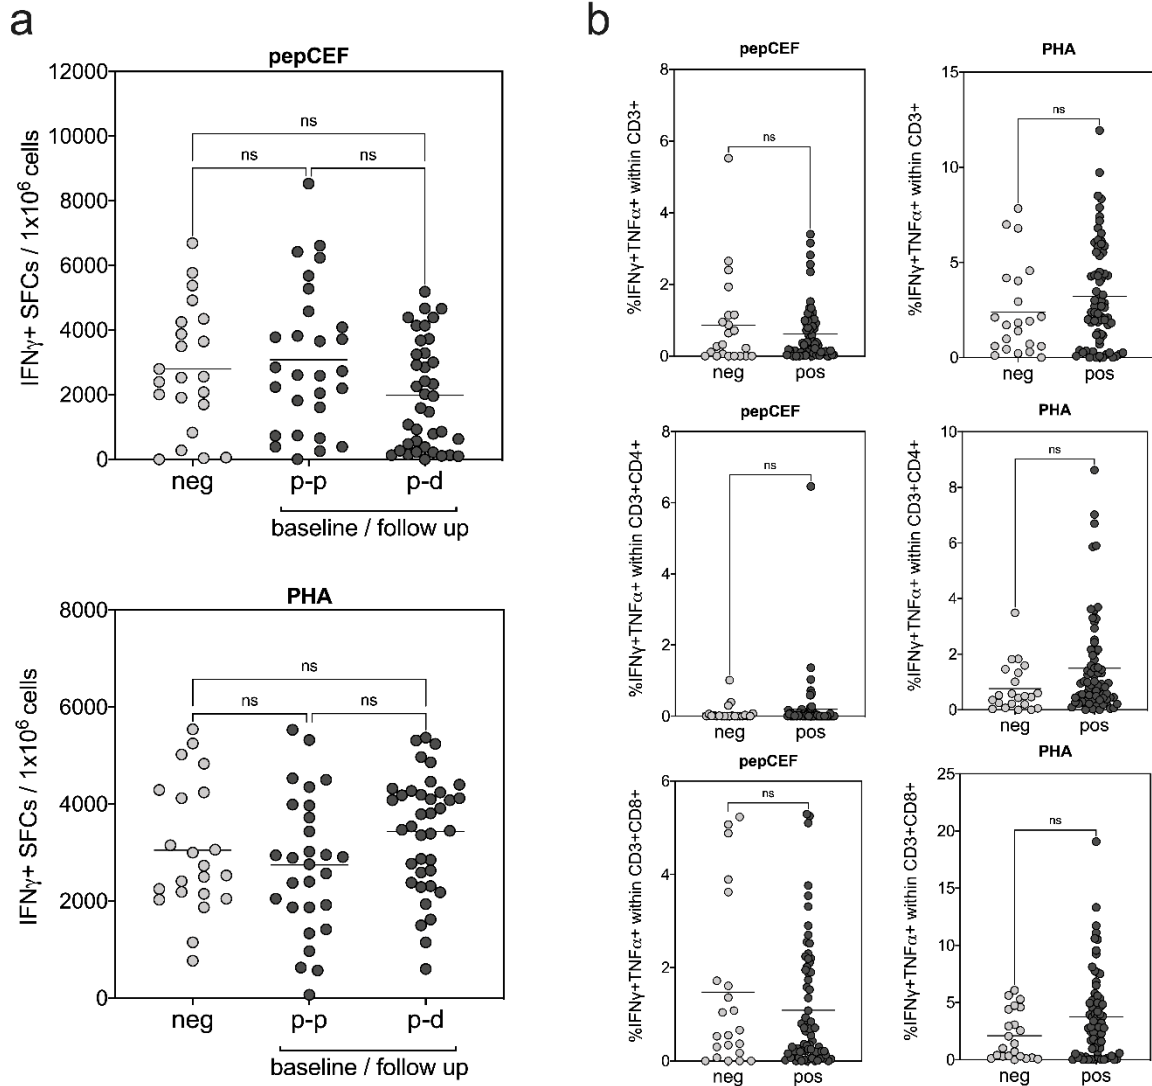 a
pepCEF
IFNγ+ SFCs / 1x10⁶ cells
12000
10000
8000
6000
4000
2000
0
ns
ns
ns
neg
p-p
p-d
baseline / follow up
PHA
IFNγ+ SFCs / 1x10⁶ cells
8000
6000
4000
2000
0
ns
ns
ns
neg
p-p
p-d
baseline / follow up
b
pepCEF
%IFNγ+TNFα+ within CD3+
8
6
4
2
0
ns
neg
pos
PHA
%IFNγ+TNFα+ within CD3+
15
10
5
0
ns
neg
pos
pepCEF
%IFNγ+TNFα+ within CD3+CD4+
8
6
4
2
0
ns
neg
pos
PHA
%IFNγ+TNFα+ within CD3+CD4+
10
8
6
4
2
0
ns
neg
pos
pepCEF
%IFNγ+TNFα+ within CD3+CD8+
6
4
2
0
ns
neg
pos
PHA
%IFNγ+TNFα+ within CD3+CD8+
25
20
15
10
5
0
ns
neg
pos